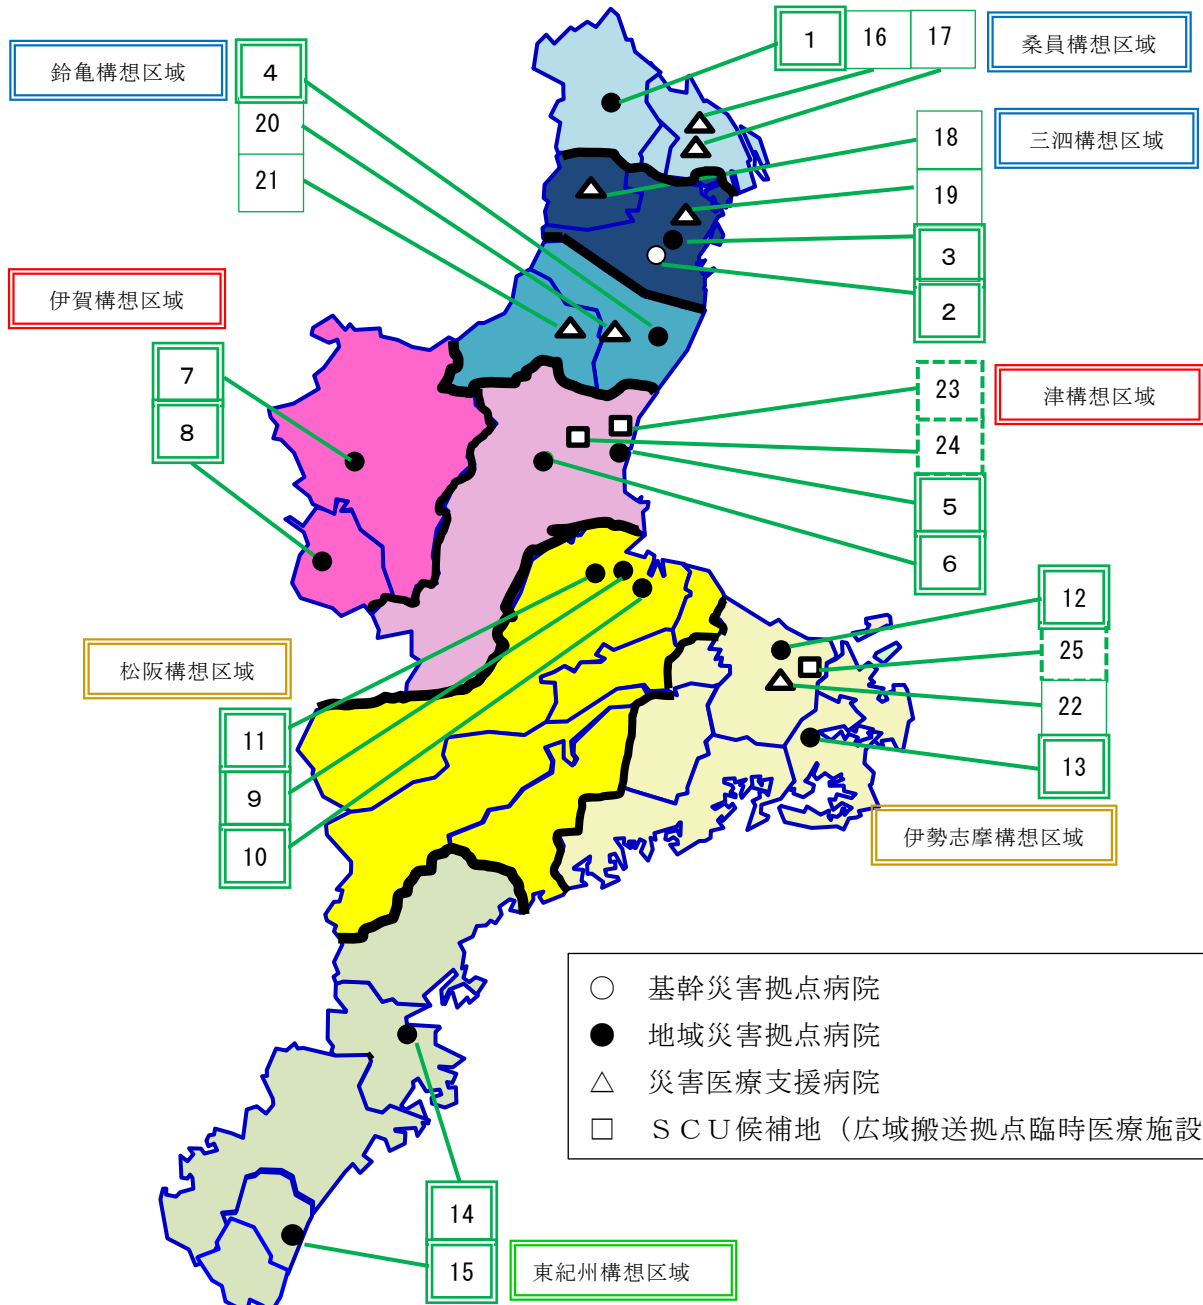 1
16
17
桑員構想区域
鈴亀構想区域
4
20
21
18
三泗構想区域
19
3
2
伊賀構想区域
7
8
23
津構想区域
24
5
6
12
25
22
13
松阪構想区域
11
9
10
伊勢志摩構想区域
○ 基幹災害拠点病院
● 地域災害拠点病院
△ 災害医療支援病院
□ ＳＣＵ候補地（広域搬送拠点臨時医療施設
14
15
東紀州構想区域